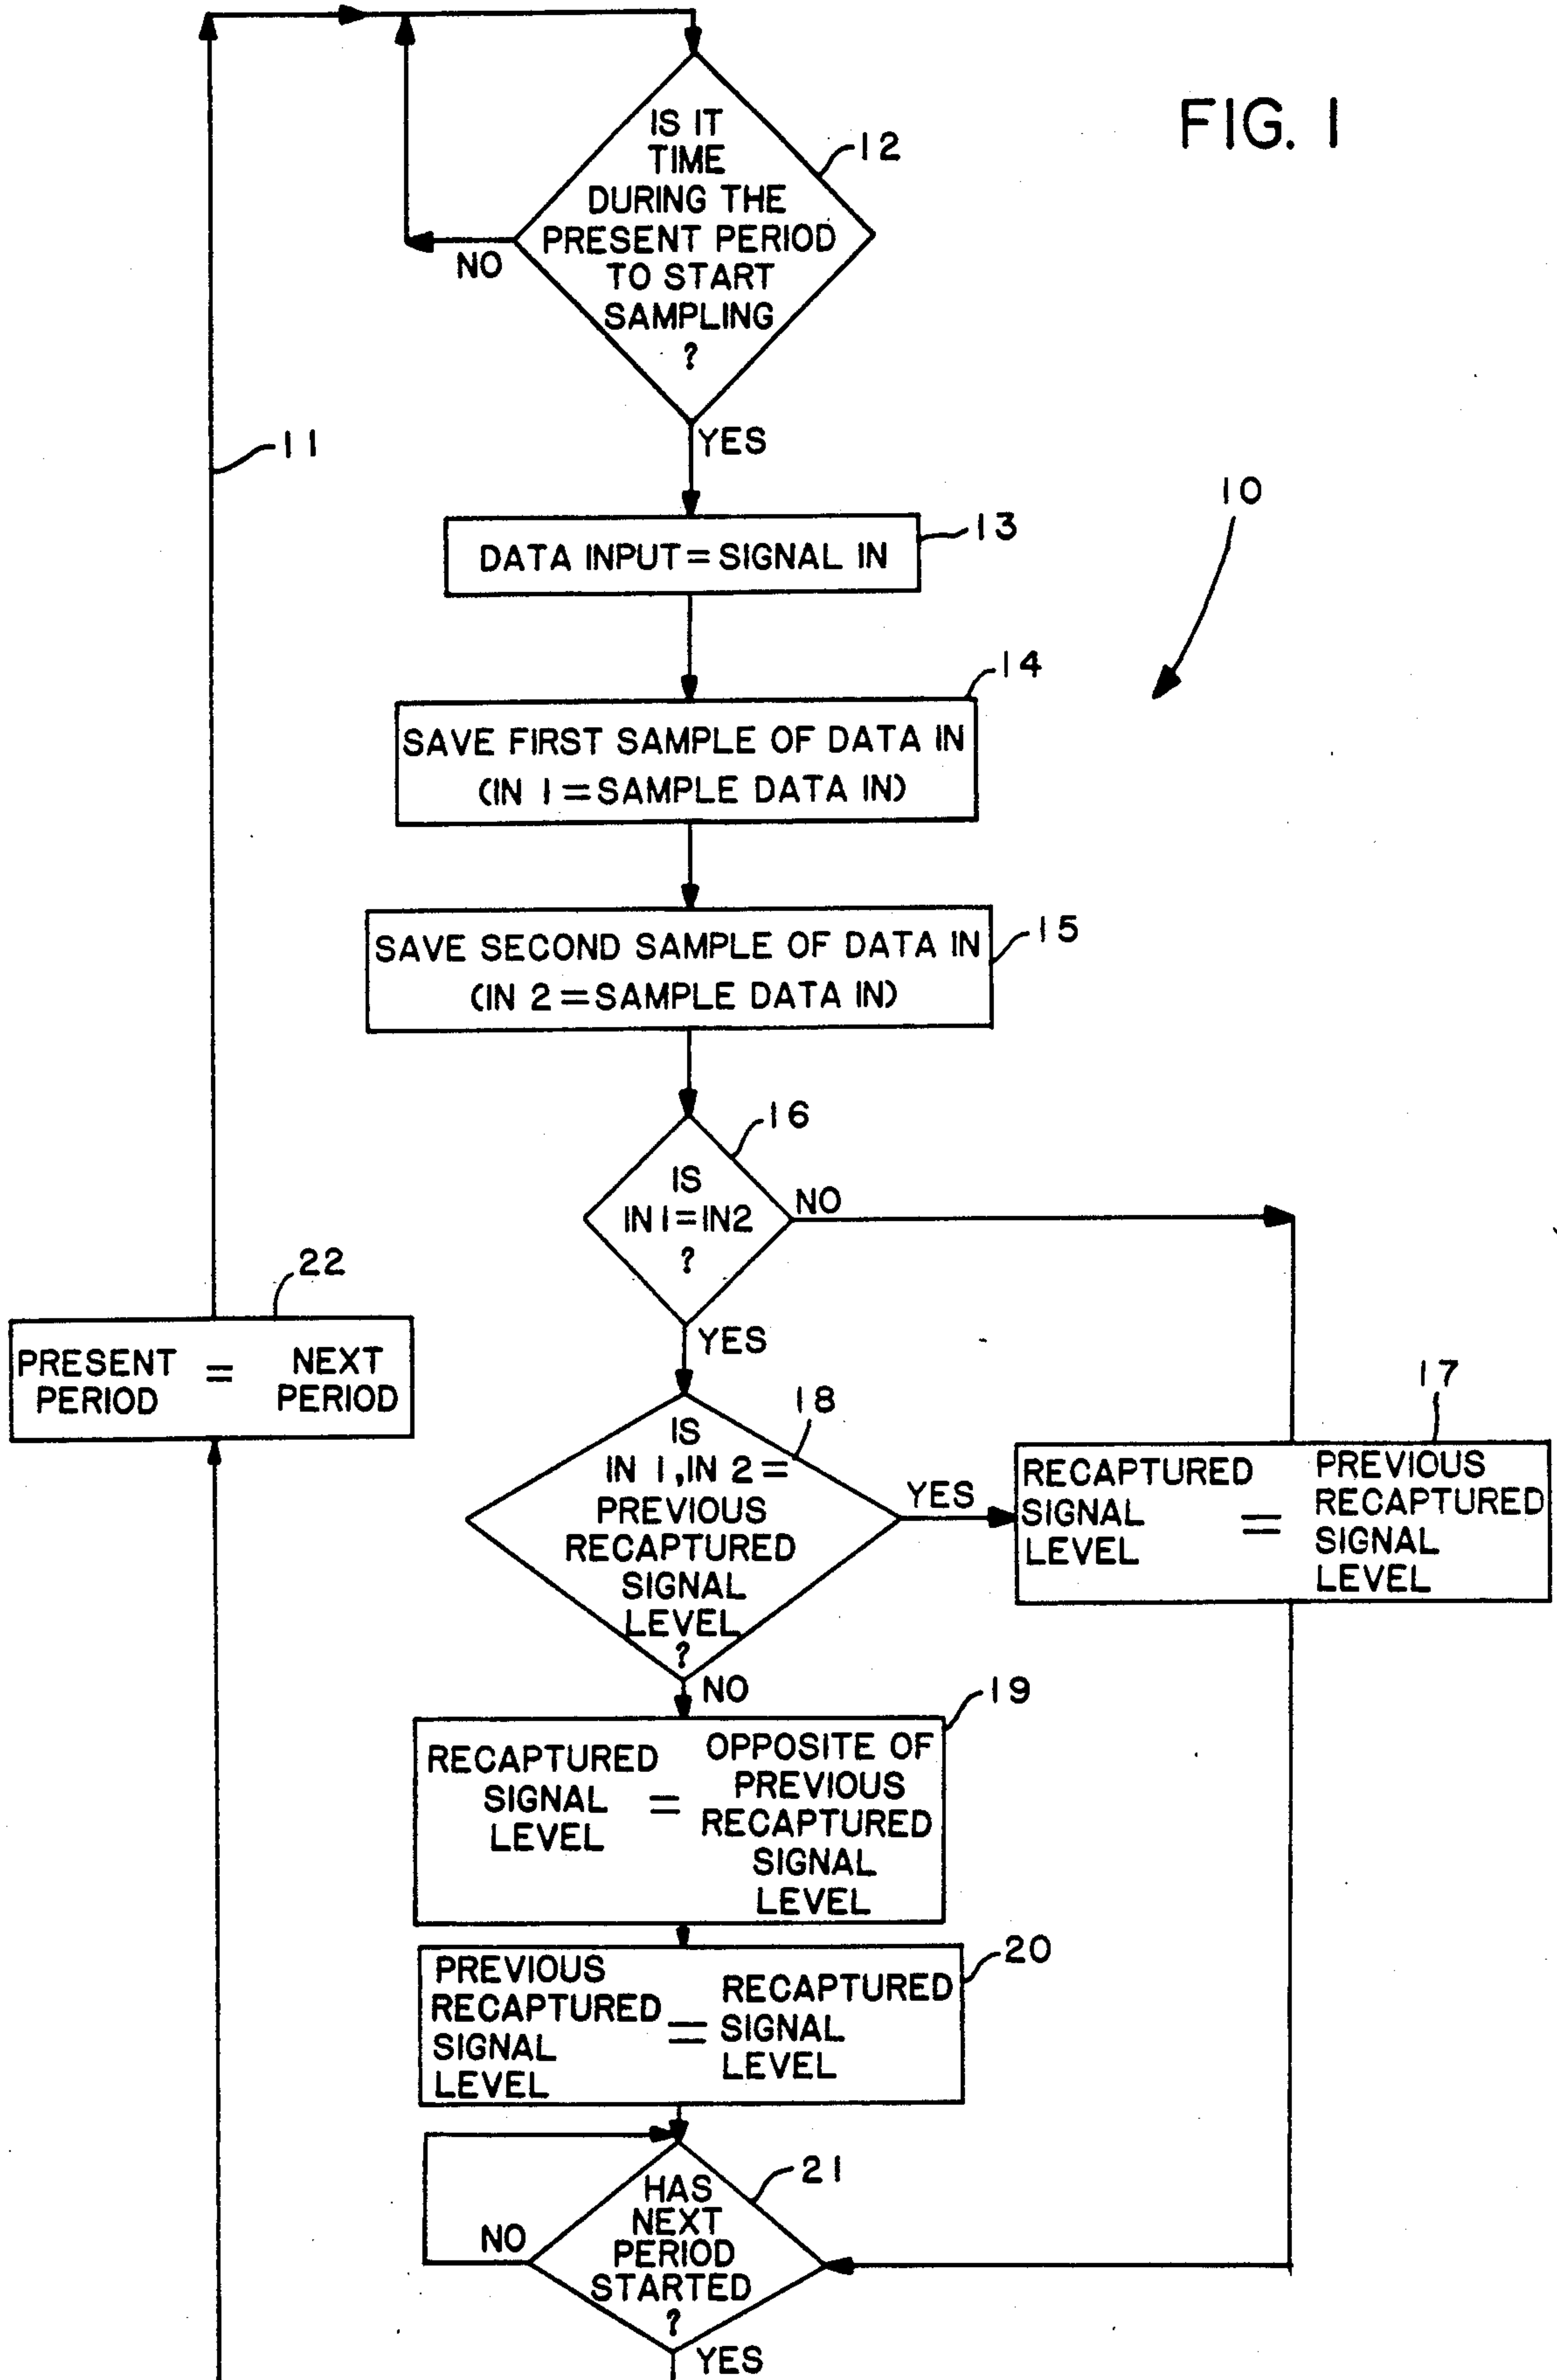 FIG. 1
IS IT
TIME
DURING THE
PRESENT PERIOD
TO START
SAMPLING
?
12
NO
YES
11
10
DATA INPUT = SIGNAL IN
13
SAVE FIRST SAMPLE OF DATA IN
(IN 1 = SAMPLE DATA IN)
14
SAVE SECOND SAMPLE OF DATA IN
(IN 2 = SAMPLE DATA IN)
15
IS
IN 1 = IN 2
?
16
NO
YES
22
PRESENT = NEXT
PERIOD PERIOD
IS
IN 1, IN 2 =
PREVIOUS
RECAPTURED
SIGNAL
LEVEL
?
18
YES
NO
17
RECAPTURED
SIGNAL
LEVEL
=
PREVIOUS
RECAPTURED
SIGNAL
LEVEL
19
RECAPTURED
SIGNAL
LEVEL
=
OPPOSITE OF
PREVIOUS
RECAPTURED
SIGNAL
LEVEL
20
PREVIOUS
RECAPTURED
SIGNAL
LEVEL
=
RECAPTURED
SIGNAL
LEVEL
21
HAS
NEXT
PERIOD
STARTED
?
NO
YES